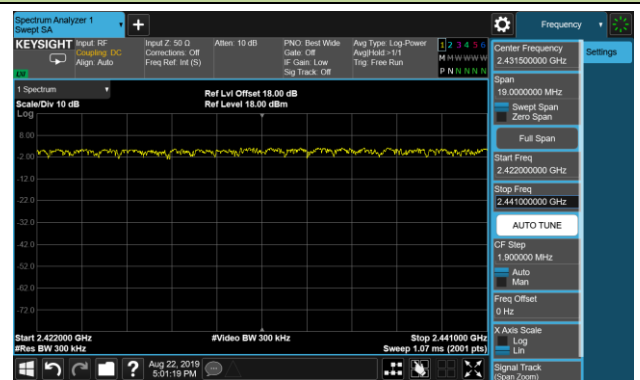 Spectrum Analyzer 1
Swept SA
+
Frequency
KEYSIGHT
Input: RF
Coupling: DC
Align: Auto
Input Z: 50 Ω
Corrections: Off
Freq Ref: Int (S)
Atten: 10 dB
PNO: Best Wide
Gate: Off
IF Gain: Low
Sig Track: Off
Avg Type: Log-Power
Avg|Hold:>1/1
Trig: Free Run
1 2 3 4 5 6
M M W W W W
P N N N N N
Center Frequency
2.431500000 GHz
Settings
Span
19.0000000 MHz
Swept Span
Zero Span
Full Span
Start Freq
2.422000000 GHz
Stop Freq
2.441000000 GHz
AUTO TUNE
CF Step
1.900000 MHz
Auto
Man
Freq Offset
0 Hz
X Axis Scale
Log
Lin
Signal Track
(Span Zoom)
1 Spectrum
Scale/Div 10 dB
Log
Ref Lvl Offset 18.00 dB
Ref Level 18.00 dBm
8.00
-2.00
-12.0
-22.0
-32.0
-42.0
-52.0
-62.0
-72.0
Start 2.422000 GHz
#Res BW 300 kHz
#Video BW 300 kHz
Stop 2.441000 GHz
Sweep 1.07 ms (2001 pts)
?
Aug 22, 2019
5:01:19 PM